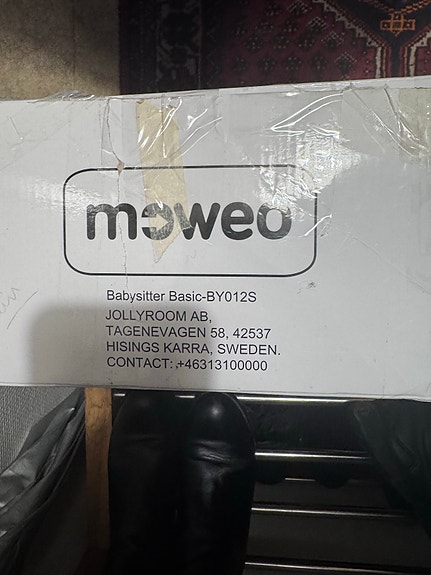 moweo
Babysitter Basic-BY012S
JOLLYROOM AB,
TAGENEVAGEN 58, 42537
HISINGS KARRA, SWEDEN.
CONTACT: +46313100000